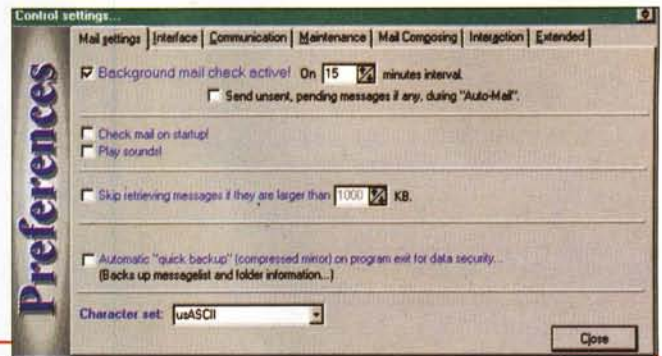 Control settings...
Mail settings Interface Communication Maintenance Mail Composing Interaction Extended
Preferences
Background mail check active! On 15 minutes interval.
Send unsent, pending messages if any, during "Auto-Mail".
Check mail on startup!
Play sounds!
Skip retrieving messages if they are larger than 1000 KB.
Automatic "quick backup" (compressed mirror) on program exit for data security...
(Backs up messagelist and folder information...)
Character set: usASCII
Close